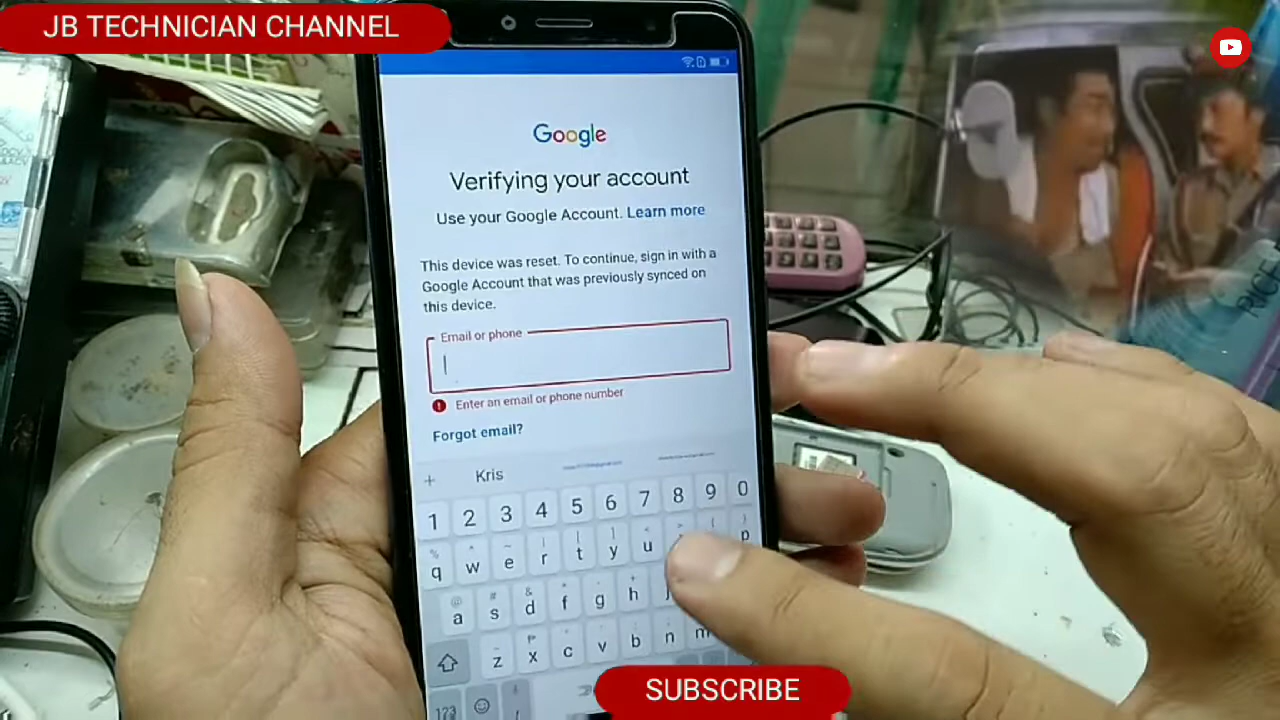 JB TECHNICIAN CHANNEL
Google
Verifying your account
Use your Google Account. Learn more
This device was reset. To continue, sign in with a
Google Account that was previously synced on
this device.
Email or phone
Enter an email or phone number
Forgot email?
Kris
1 2 3 4 5 6 7 8 9 0
q w e r t y u p
a s d f g h j
z x c v b n m
123
SUBSCRIBE